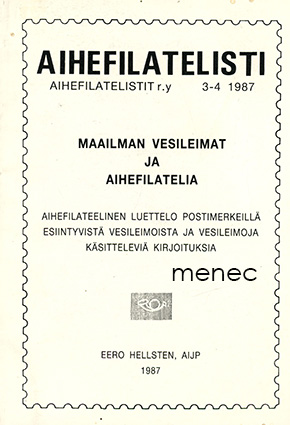 AIHEFILATELISTI
AIHEFILATELISTIT r.y 3-4 1987
MAAILMAN VESILEIMAT
JA
AIHEFILATELIA
AIHEFILATEELINEN LUETTELO POSTIMERKEILLÄ
ESIINTYVISTÄ VESILEIMOISTA JA VESILEIMOJA
KÄSITTELEVIÄ KIRJOITUKSIA
menec
EERO HELLSTEN, AIJP
1987